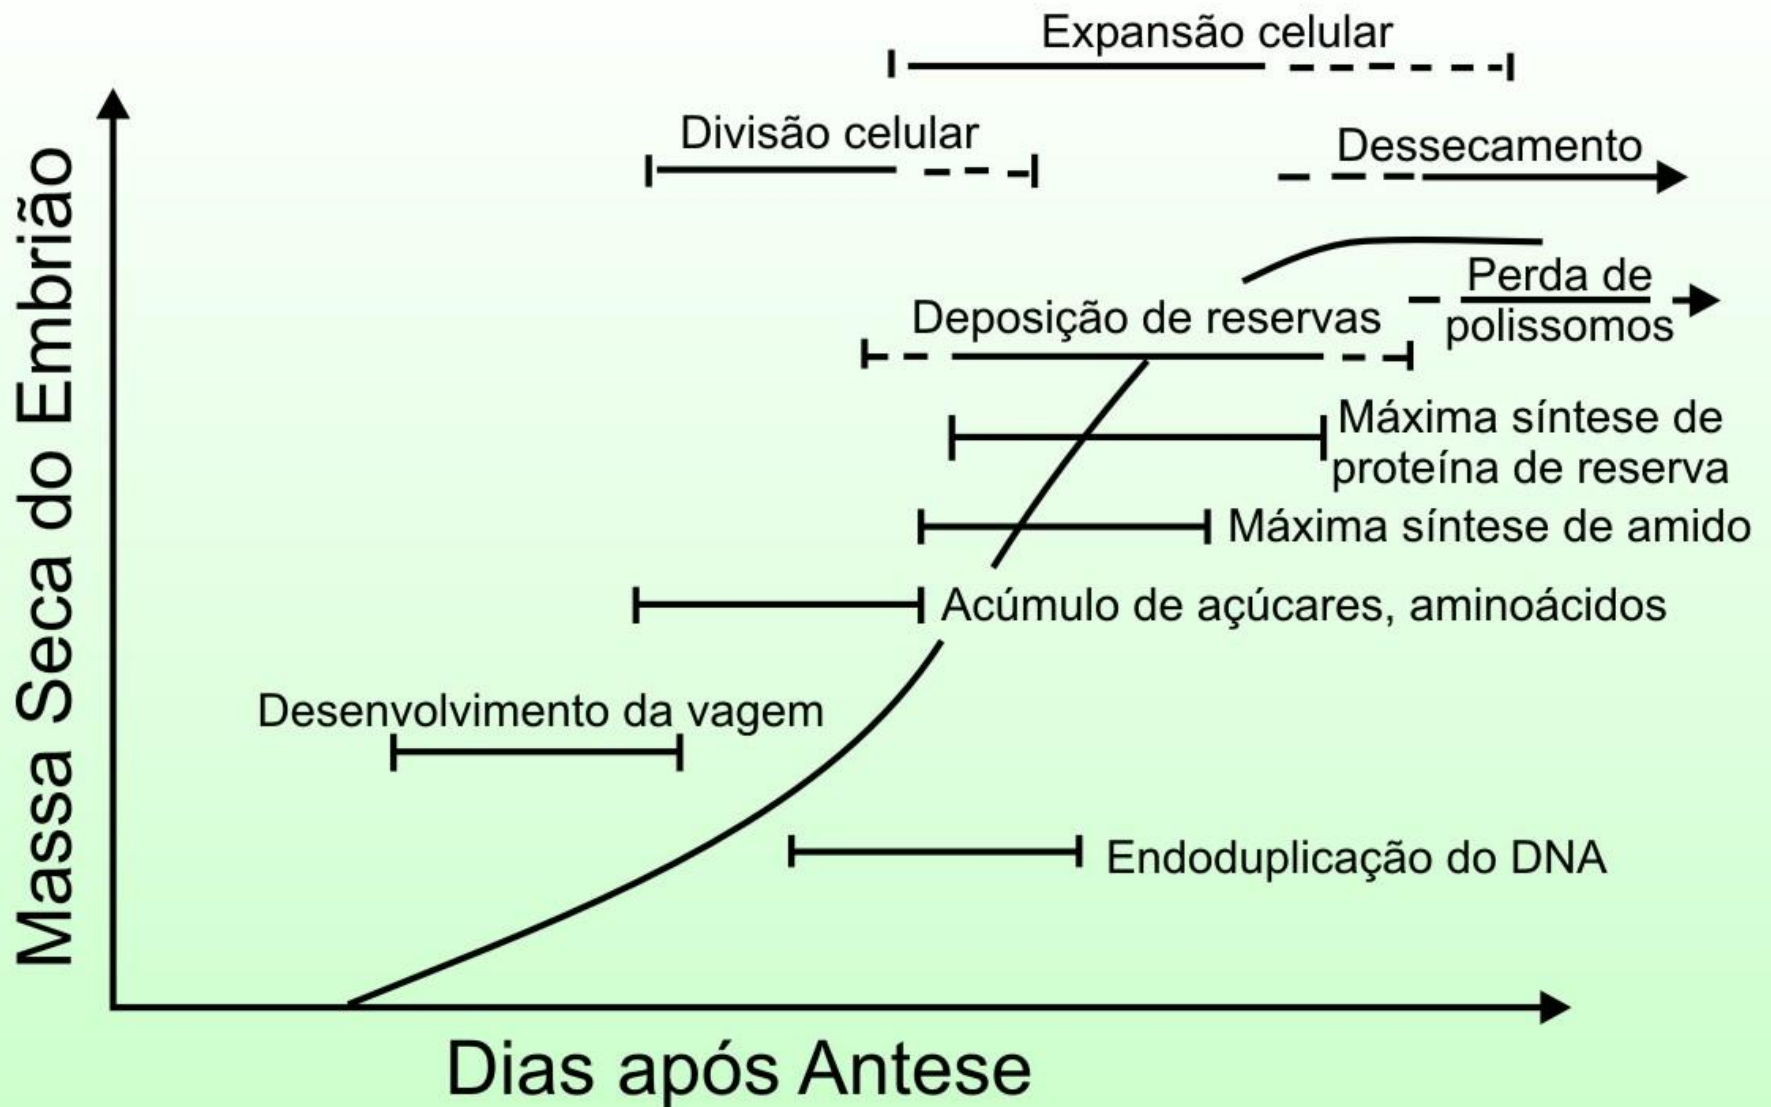 Expansão celular
Divisão celular
Dessecamento
Perda de
polissomos
Deposição de reservas
Máxima síntese de
proteína de reserva
Máxima síntese de amido
Acúmulo de açúcares, aminoácidos
Desenvolvimento da vagem
Endoduplicação do DNA
Massa Seca do Embrião
Dias após Antese